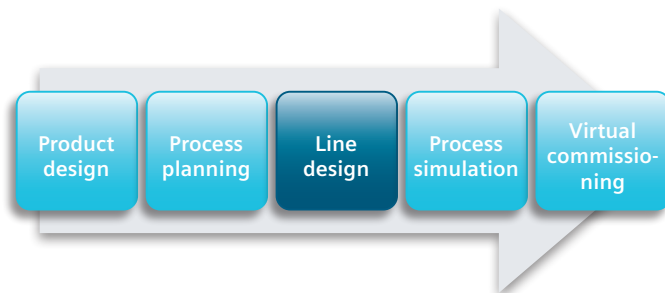 Product
design
Process
planning
Line
design
Process
simulation
Virtual
commissio-
ning